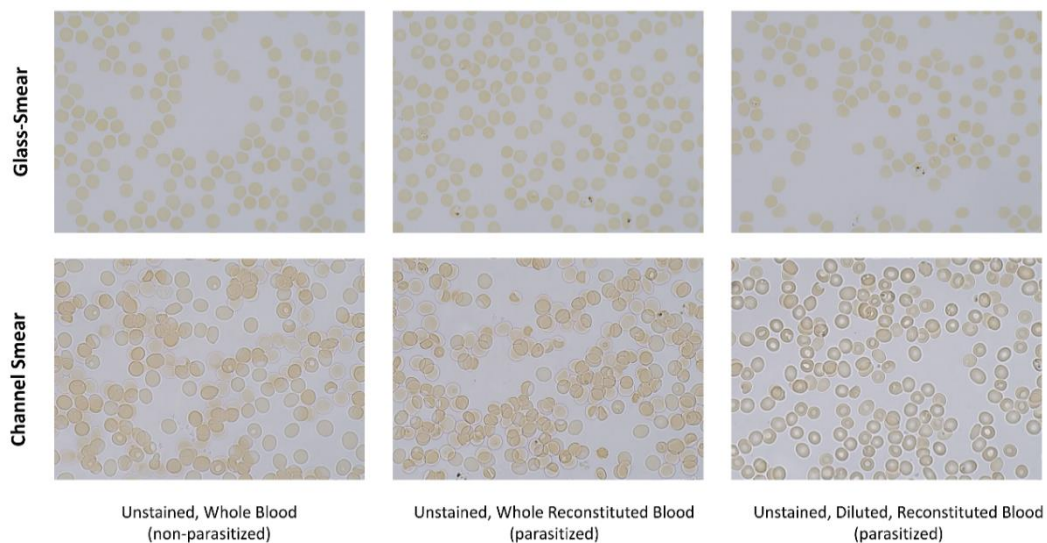 Glass-Smear
Channel Smear
Unstained, Whole Blood
(non-parasitized)
Unstained, Whole Reconstituted Blood
(parasitized)
Unstained, Diluted, Reconstituted Blood
(parasitized)